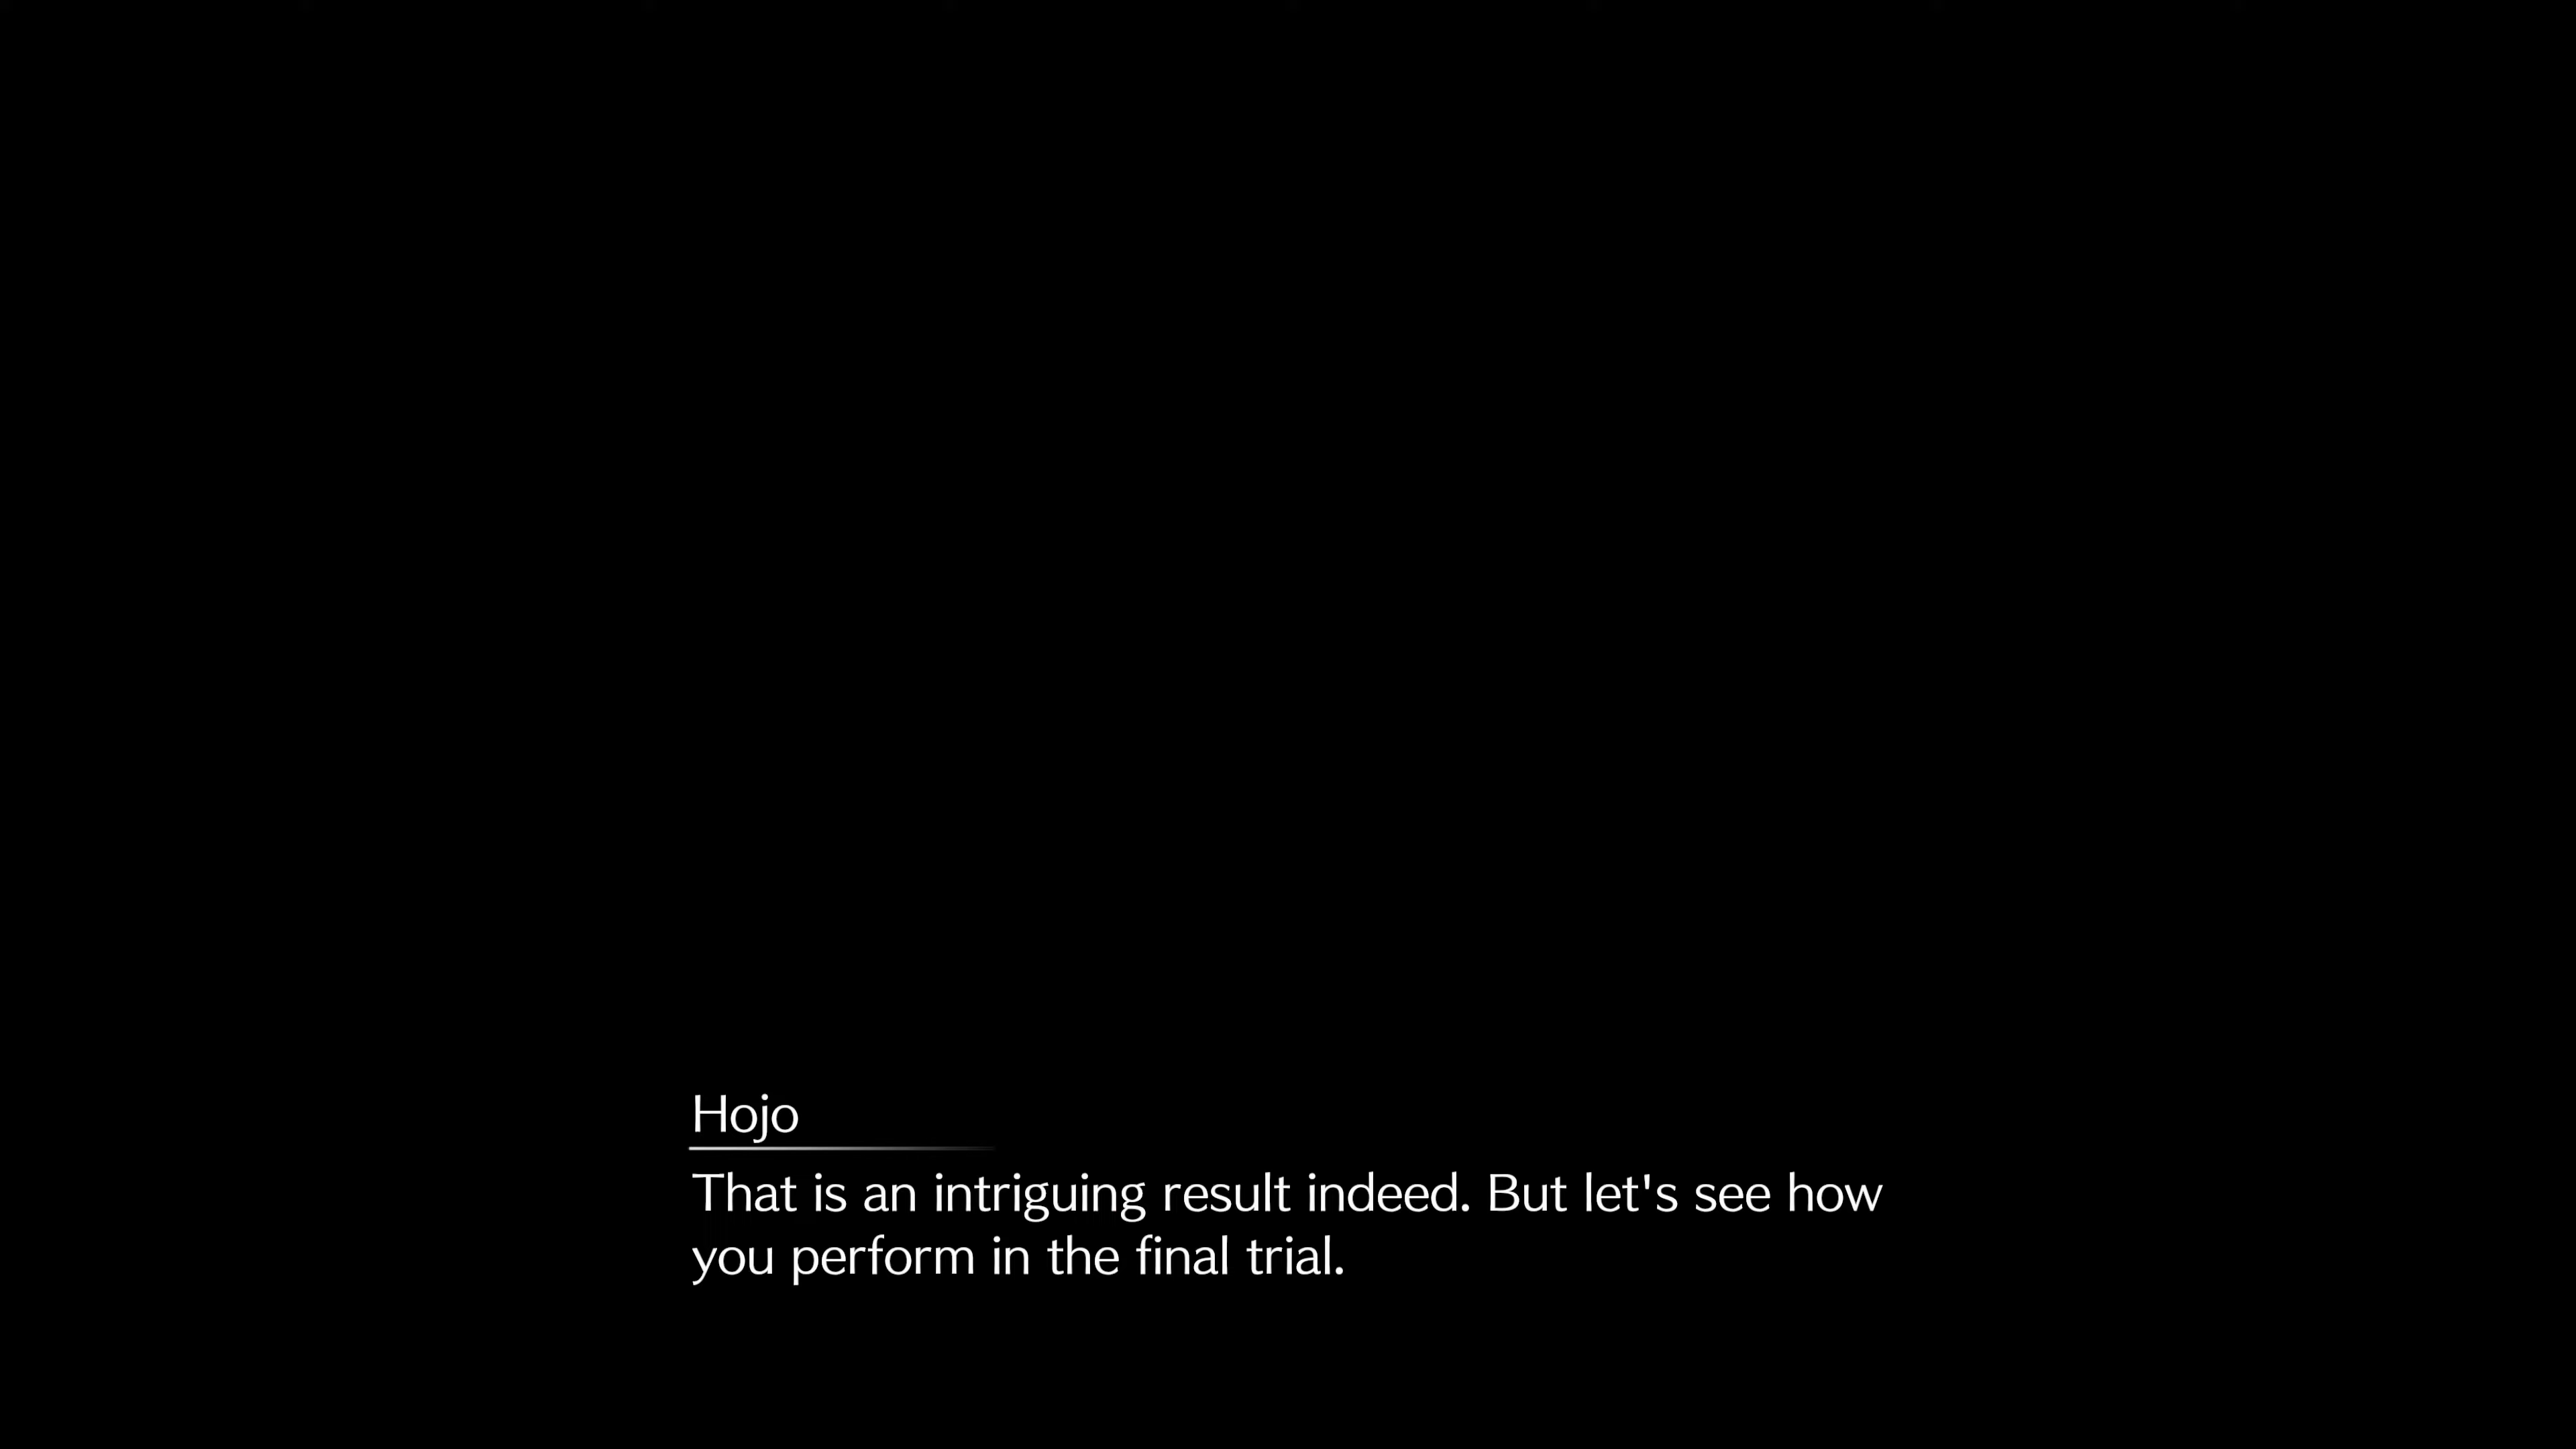 Hojo
That is an intriguing result indeed. But let's see how
you perform in the final trial.